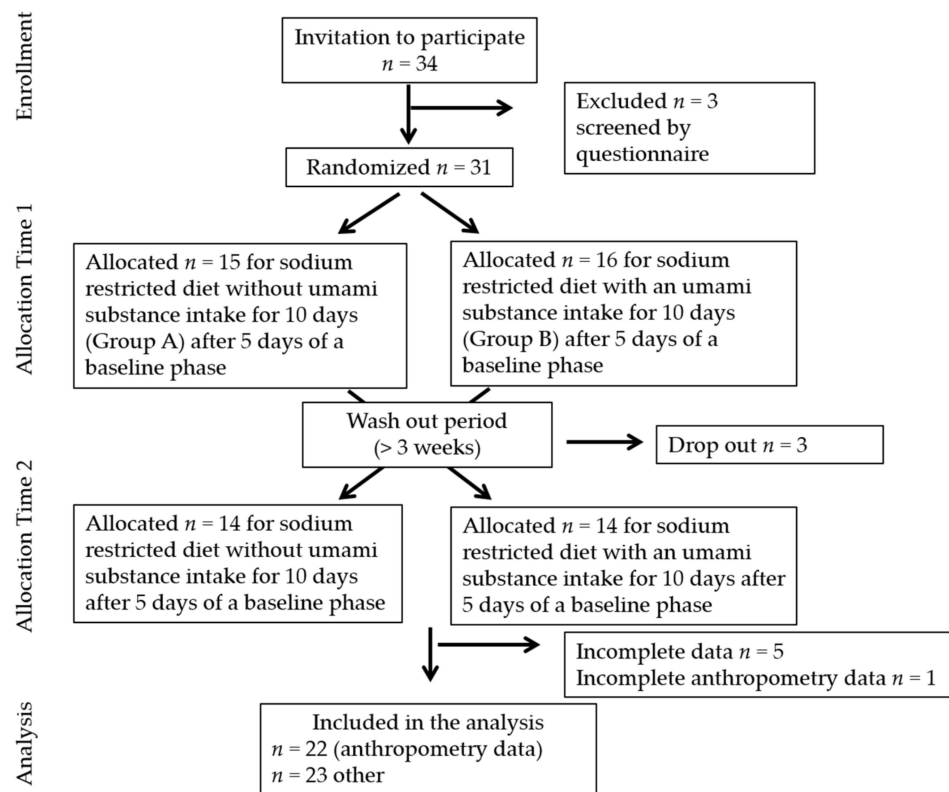 Enrollment
Invitation to participate
n = 34
Excluded n = 3
screened by
questionnaire
Randomized n = 31
Allocation Time 1
Allocated n = 15 for sodium
restricted diet without umami
substance intake for 10 days
(Group A) after 5 days of a
baseline phase
Allocated n = 16 for sodium
restricted diet with an umami
substance intake for 10 days
(Group B) after 5 days of a
baseline phase
Wash out period
(> 3 weeks)
Drop out n = 3
Allocation Time 2
Allocated n = 14 for sodium
restricted diet without umami
substance intake for 10 days
after 5 days of a baseline phase
Allocated n = 14 for sodium
restricted diet with an umami
substance intake for 10 days after
5 days of a baseline phase
Incomplete data n = 5
Incomplete anthropometry data n = 1
Analysis
Included in the analysis
n = 22 (anthropometry data)
n = 23 other